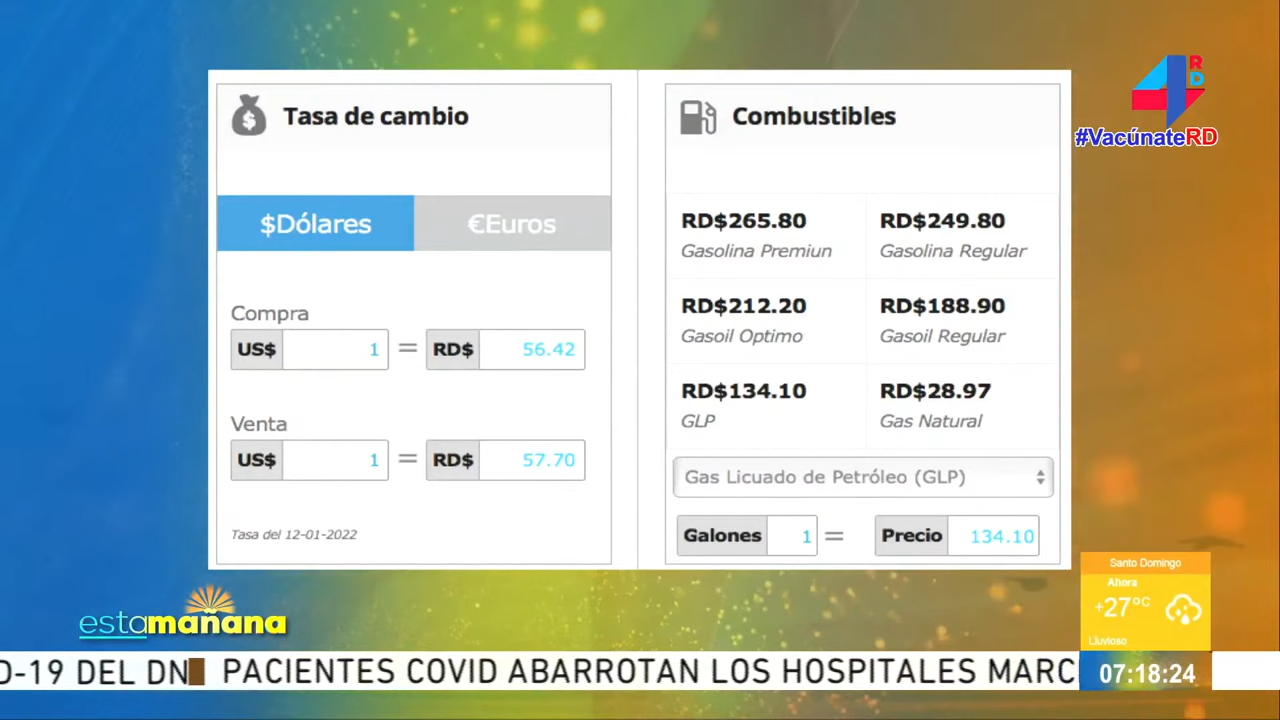 Tasa de cambio
$Dólares
€Euros
Compra
US$ 1 = RD$ 56.42
Venta
US$ 1 = RD$ 57.70
Tasa del 12-01-2022
Combustibles
RD$265.80
Gasolina Premiun
RD$249.80
Gasolina Regular
RD$212.20
Gasoil Optimo
RD$188.90
Gasoil Regular
RD$134.10
GLP
RD$28.97
Gas Natural
Gas Licuado de Petróleo (GLP)
Galones 1 = Precio 134.10
4 RD
#VacúnateRD
Santo Domingo
Ahora
+27°C
Lluvioso
estamañana
D-19 DEL DN PACIENTES COVID ABARROTAN LOS HOSPITALES MARC
07:18:24